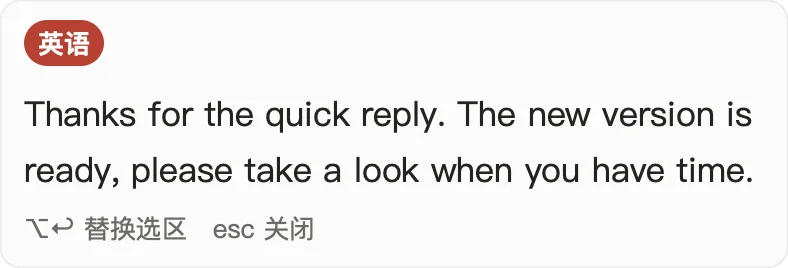 英语
Thanks for the quick reply. The new version is
ready, please take a look when you have time.
⌥↩ 替换选区 esc 关闭